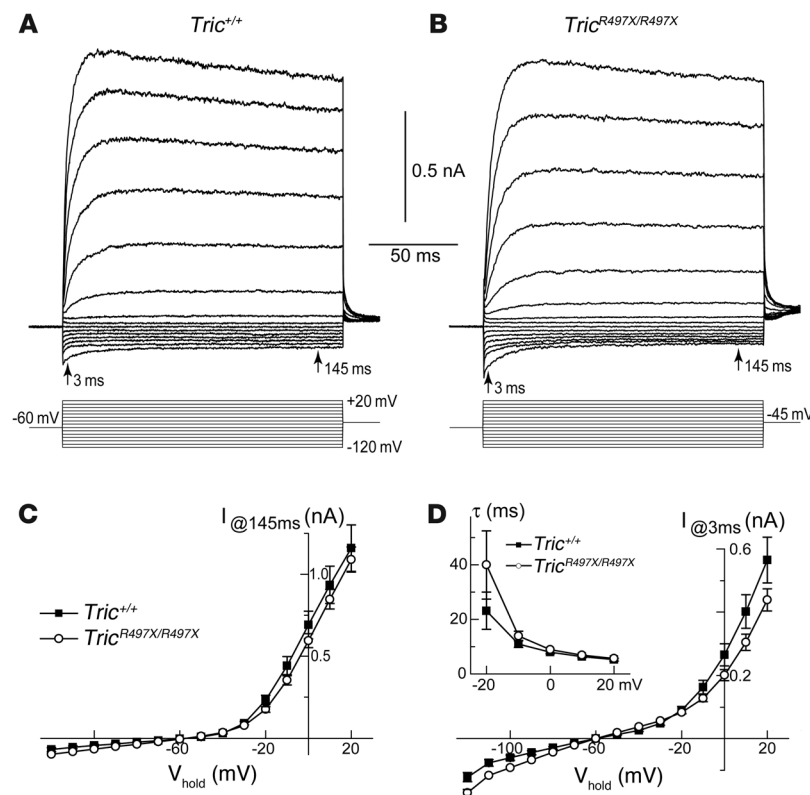 A
Tric+/+
B
TricR497X/R497X
0.5 nA
50 ms
3 ms
145 ms
3 ms
145 ms
-60 mV
+20 mV
-120 mV
-45 mV
C
I @145ms (nA)
1.0
0.5
Tric+/+
TricR497X/R497X
-60
-20
20
Vhold (mV)
D
τ (ms)
40
20
0
-20
0
20 mV
Tric+/+
TricR497X/R497X
I @3ms (nA)
0.6
0.2
-100
-60
-20
20
Vhold (mV)